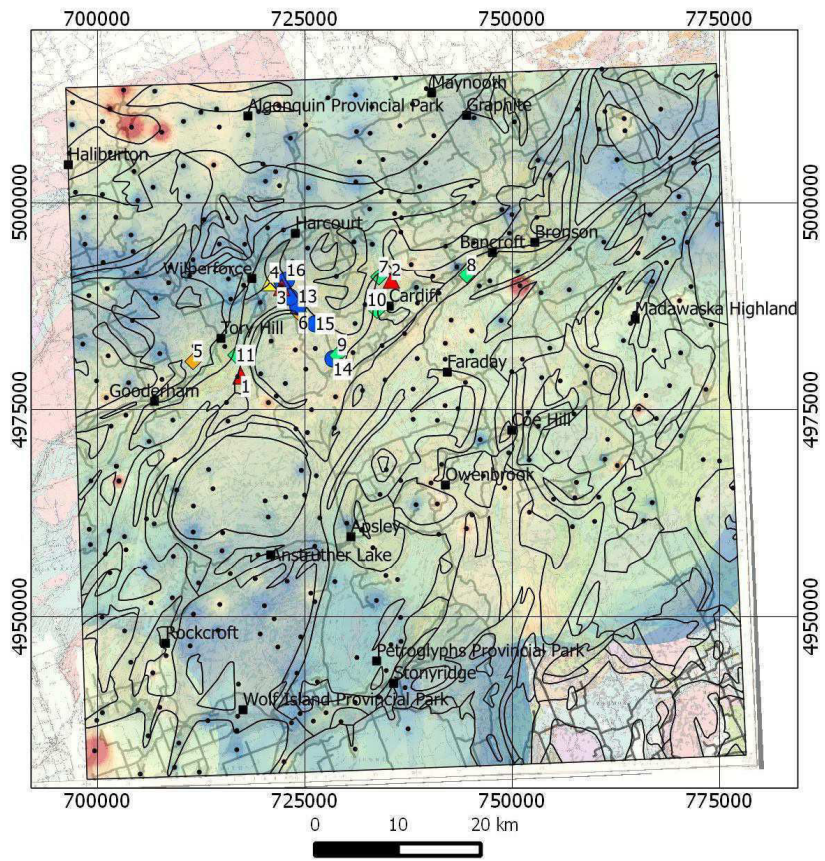 700000 725000 750000 775000
Maynooth
Algonquin Provincial Park
Graphite
Haliburton
5000000
5000000
Harcourt
Bronson
Bancroft
Wilberforce
4
16
7
2
8
3
13
10
Cardiff
Madawaska Highland
6
15
Tory Hill
9
5
11
14
Faraday
1
Gooderham
4975000
4975000
Coe Hill
Owenbrook
Apsley
Anstruther Lake
4950000
4950000
Rockcroft
Petroglyphs Provincial Park
Stonyridge
Wolf Island Provincial Park
700000 725000 750000 775000
0 10 20 km